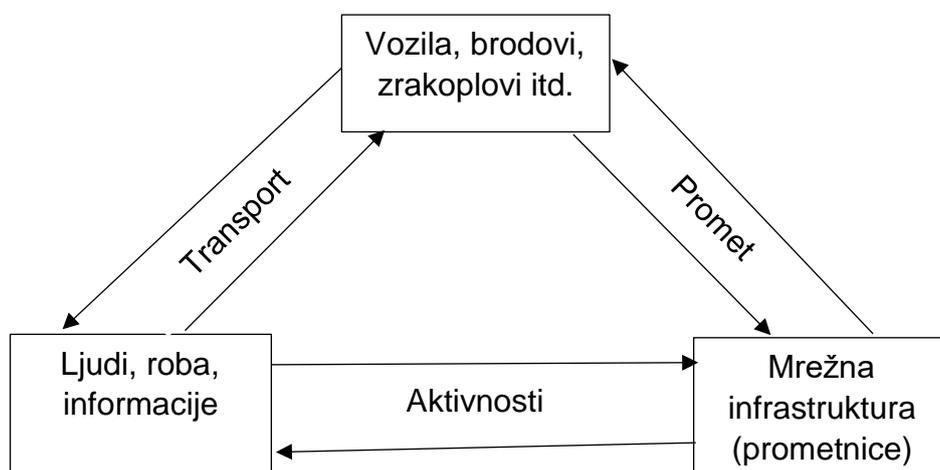 Vozila, brodovi,
zrakoplovi itd.
Transport
Promet
Ljudi, roba,
informacije
Aktivnosti
Mrežna
infrastruktura
(prometnice)